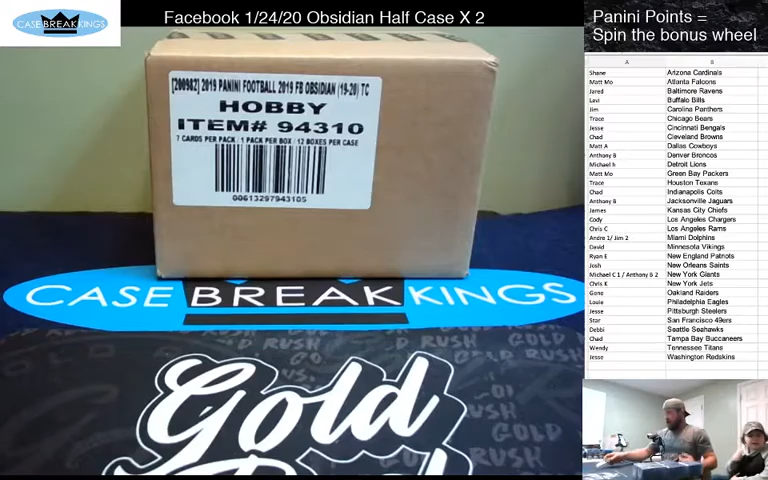 CASE BREAK KINGS
Facebook 1/24/20 Obsidian Half Case X 2
Panini Points =
Spin the bonus wheel
[200982] 2019 PANINI FOOTBALL 2019 FB OBSIDIAN (19-20) TC
HOBBY
ITEM# 94310
7 CARDS PER PACK / 1 PACK PER BOX / 12 BOXES PER CASE
00613297943105
CASE BREAK KINGS
Gold
A B
Shane Arizona Cardinals
Matt Mo Atlanta Falcons
Jared Baltimore Ravens
Levi Buffalo Bills
Jim Carolina Panthers
Trace Chicago Bears
Jesse Cincinnati Bengals
Chad Cleveland Browns
Matt A Dallas Cowboys
Anthony B Denver Broncos
Michael h Detroit Lions
Matt Mo Green Bay Packers
Trace Houston Texans
Chad Indianapolis Colts
Anthony B Jacksonville Jaguars
James Kansas City Chiefs
Cody Los Angeles Chargers
Chris C Los Angeles Rams
Andre 1/ Jim 2 Miami Dolphins
David Minnesota Vikings
Ryan E New England Patriots
Josh New Orleans Saints
Michael C 1 / Anthony B 2 New York Giants
Chris K New York Jets
Gene Oakland Raiders
Louie Philadelphia Eagles
Jesse Pittsburgh Steelers
Star San Francisco 49ers
Debbi Seattle Seahawks
Chad Tampa Bay Buccaneers
Wendy Tennessee Titans
Jesse Washington Redskins